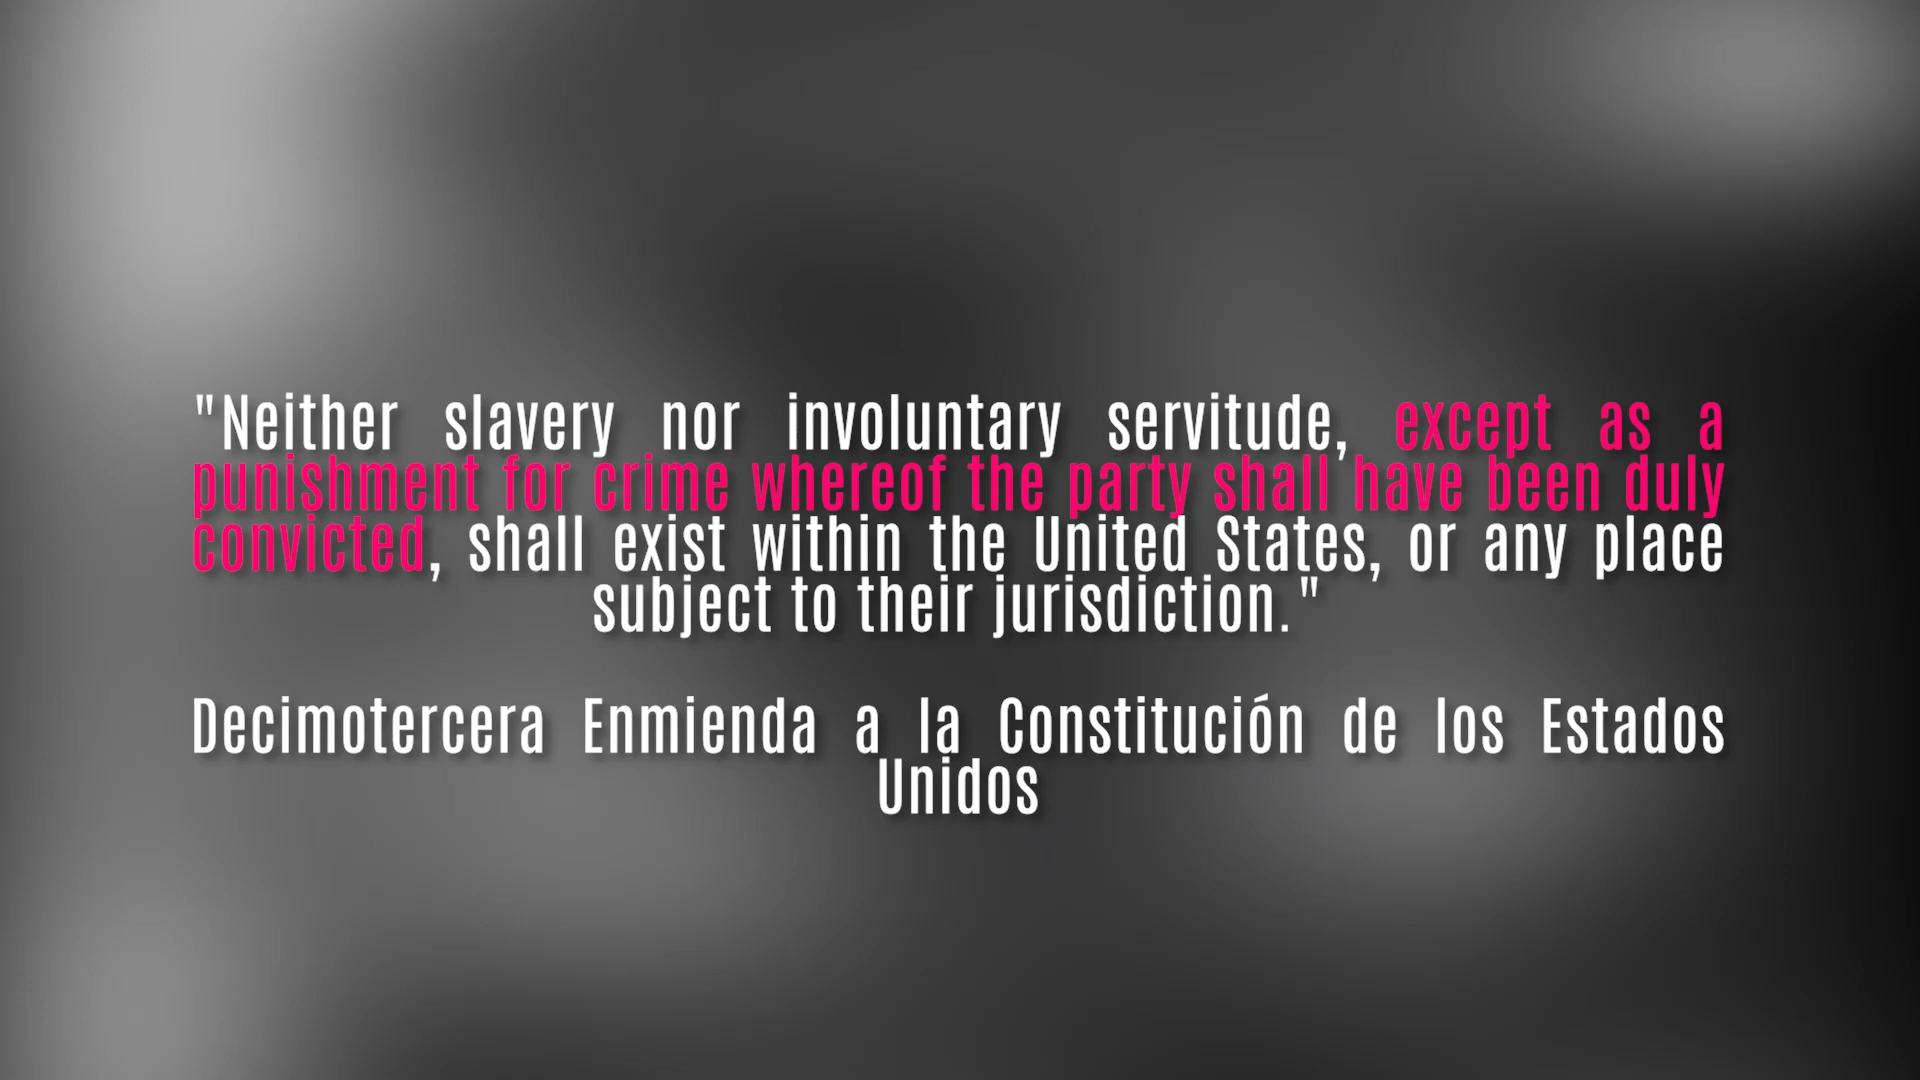 "Neither slavery nor involuntary servitude, except as a
punishment for crime whereof the party shall have been duly
convicted, shall exist within the United States, or any place
subject to their jurisdiction."
Decimotercera Enmienda a la Constitución de los Estados
Unidos